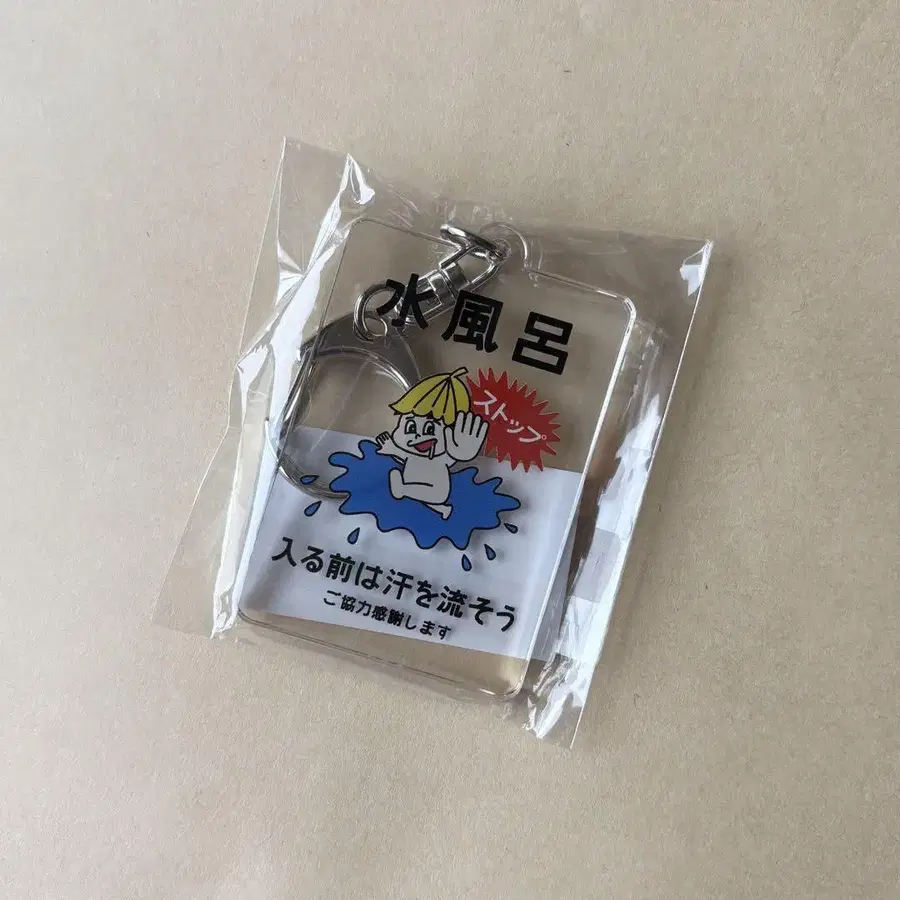 水風呂
ストップ
入る前は汗を流そう
ご協力感謝します